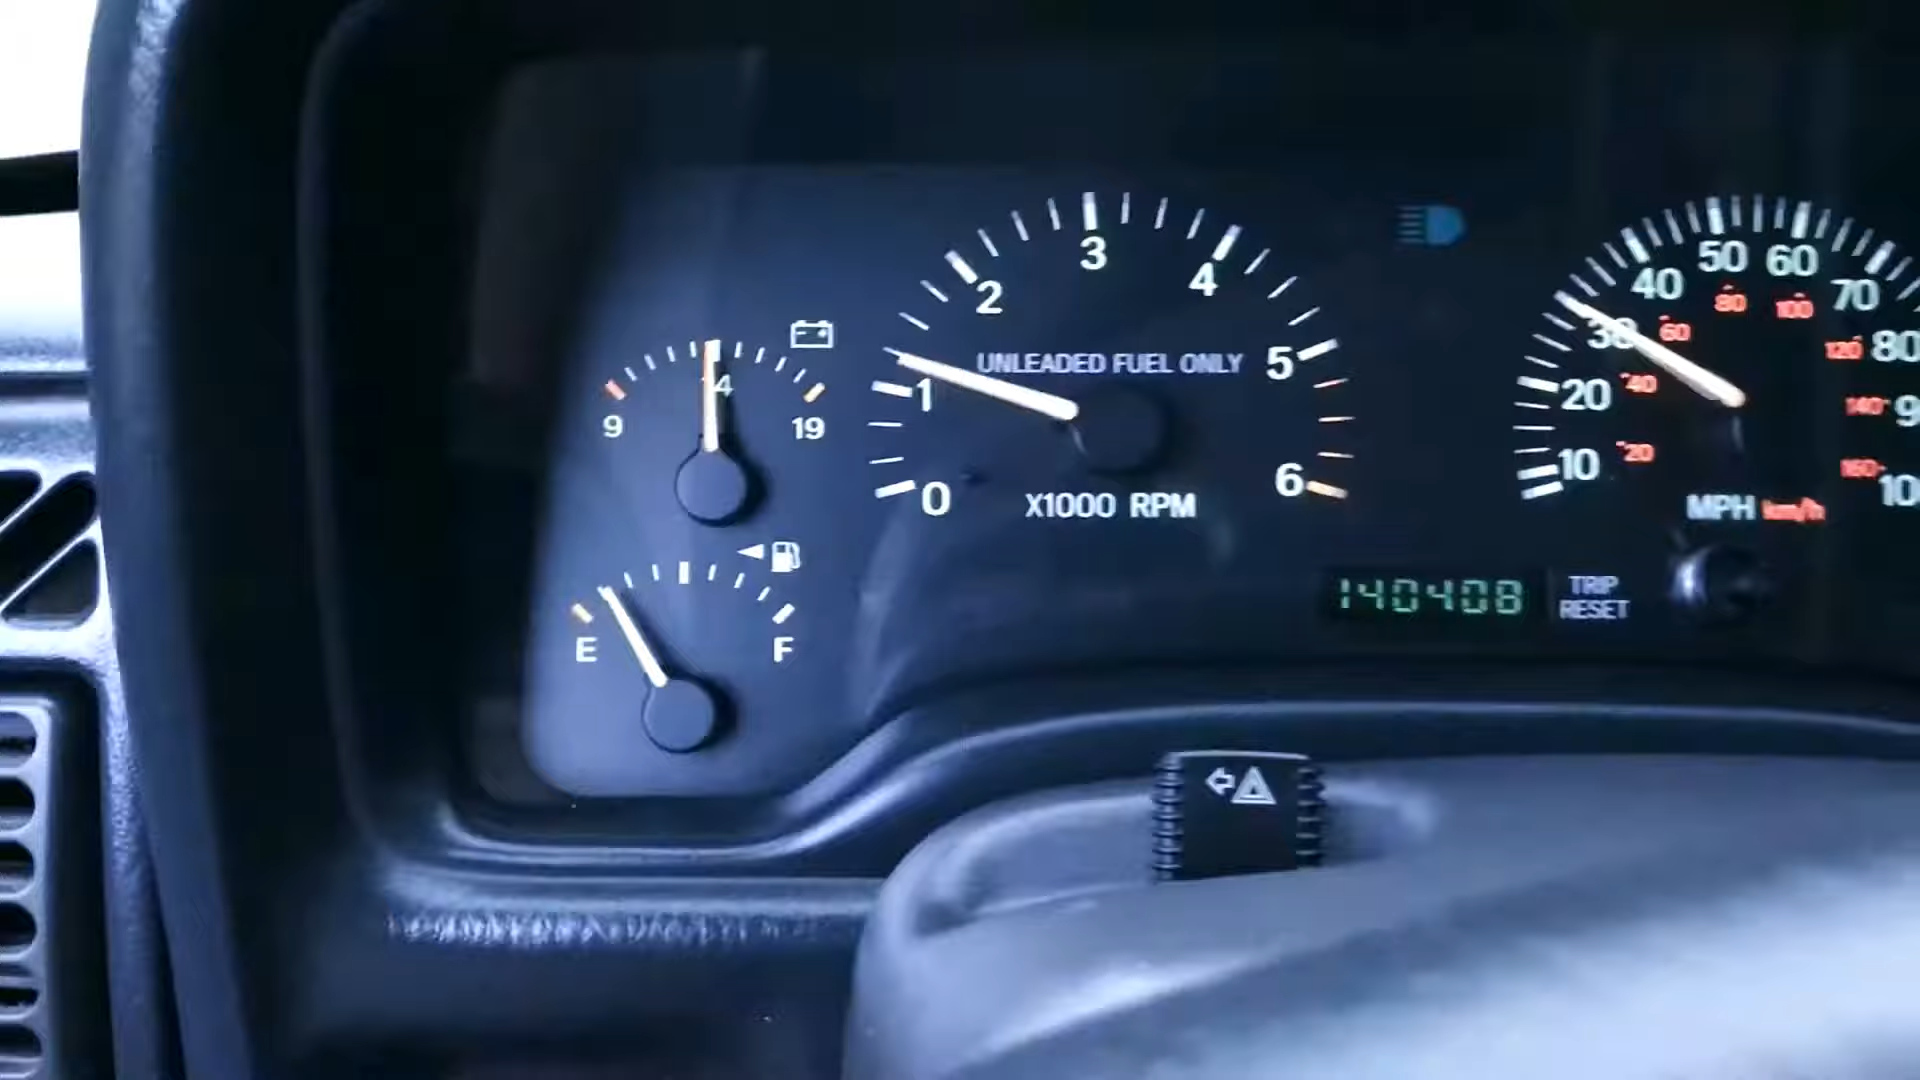 9 14 19
E F
0 1 2 3 4 5 6
UNLEADED FUEL ONLY
X1000 RPM
10 20 30 40 50 60 70 80
20 40 60 80 100 120 140 160
MPH km/h
140408
TRIP
RESET